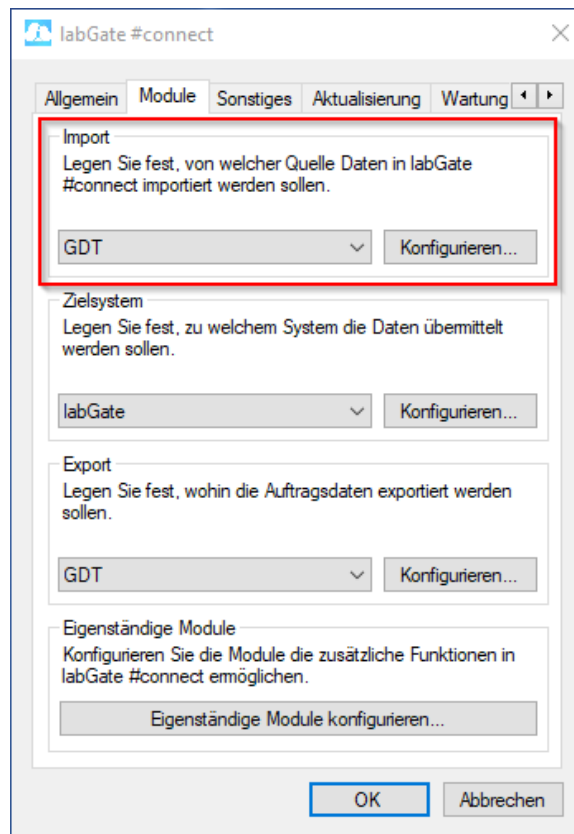 labGate #connect
Allgemein Module Sonstiges Aktualisierung Wartung
Import
Legen Sie fest, von welcher Quelle Daten in labGate
#connect importiert werden sollen.
GDT Konfigurieren...
Zielsystem
Legen Sie fest, zu welchem System die Daten übermittelt
werden sollen.
labGate Konfigurieren...
Export
Legen Sie fest, wohin die Auftragsdaten exportiert werden
sollen.
GDT Konfigurieren...
Eigenständige Module
Konfigurieren Sie die Module die zusätzliche Funktionen in
labGate #connect ermöglichen.
Eigenständige Module konfigurieren...
OK Abbrechen